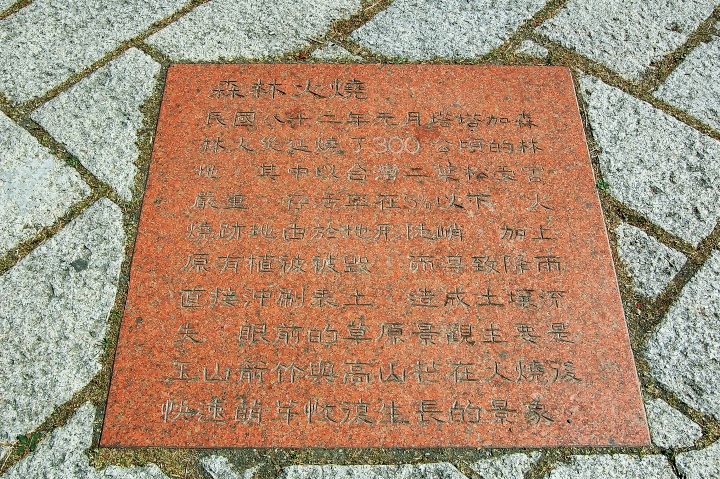 森林火燒
民國八十二年元月塔塔加森
林火災延燒了300公頃的林
地，其中以台灣二葉松受害
嚴重，存活率在5%以下，火
燒跡地由於地形陡峭，加上
原有植被被毀，而導致降雨
直接沖刷表土，造成土壤流
失，眼前的草原景觀主要是
玉山箭竹與高山芒在火燒後
快速萌芽恢復生長的景象。